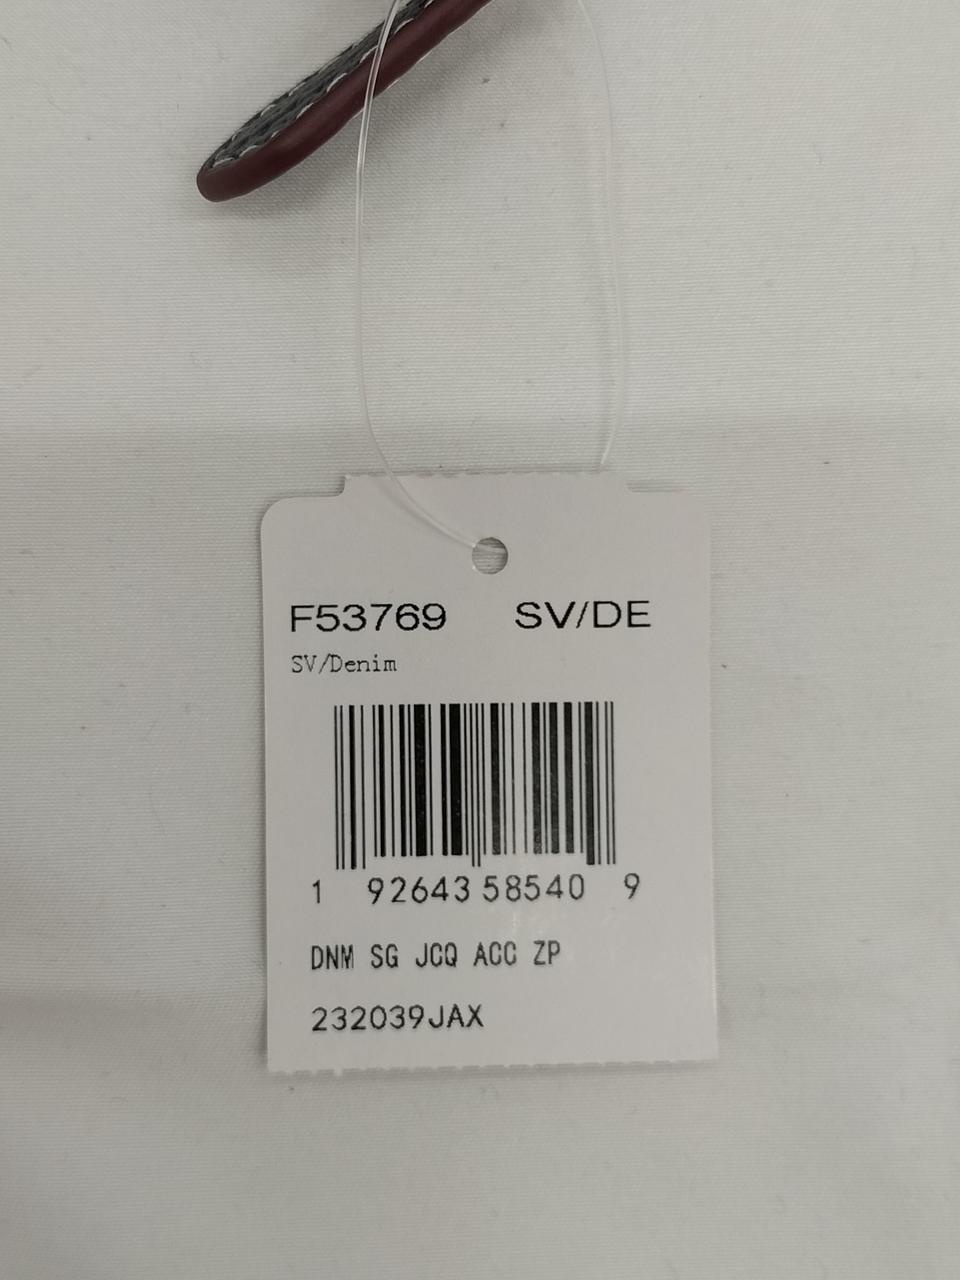 F53769 SV/DE
SV/Denim
1 92643 58540 9
DNM SG JCQ ACC ZP
232039JAX